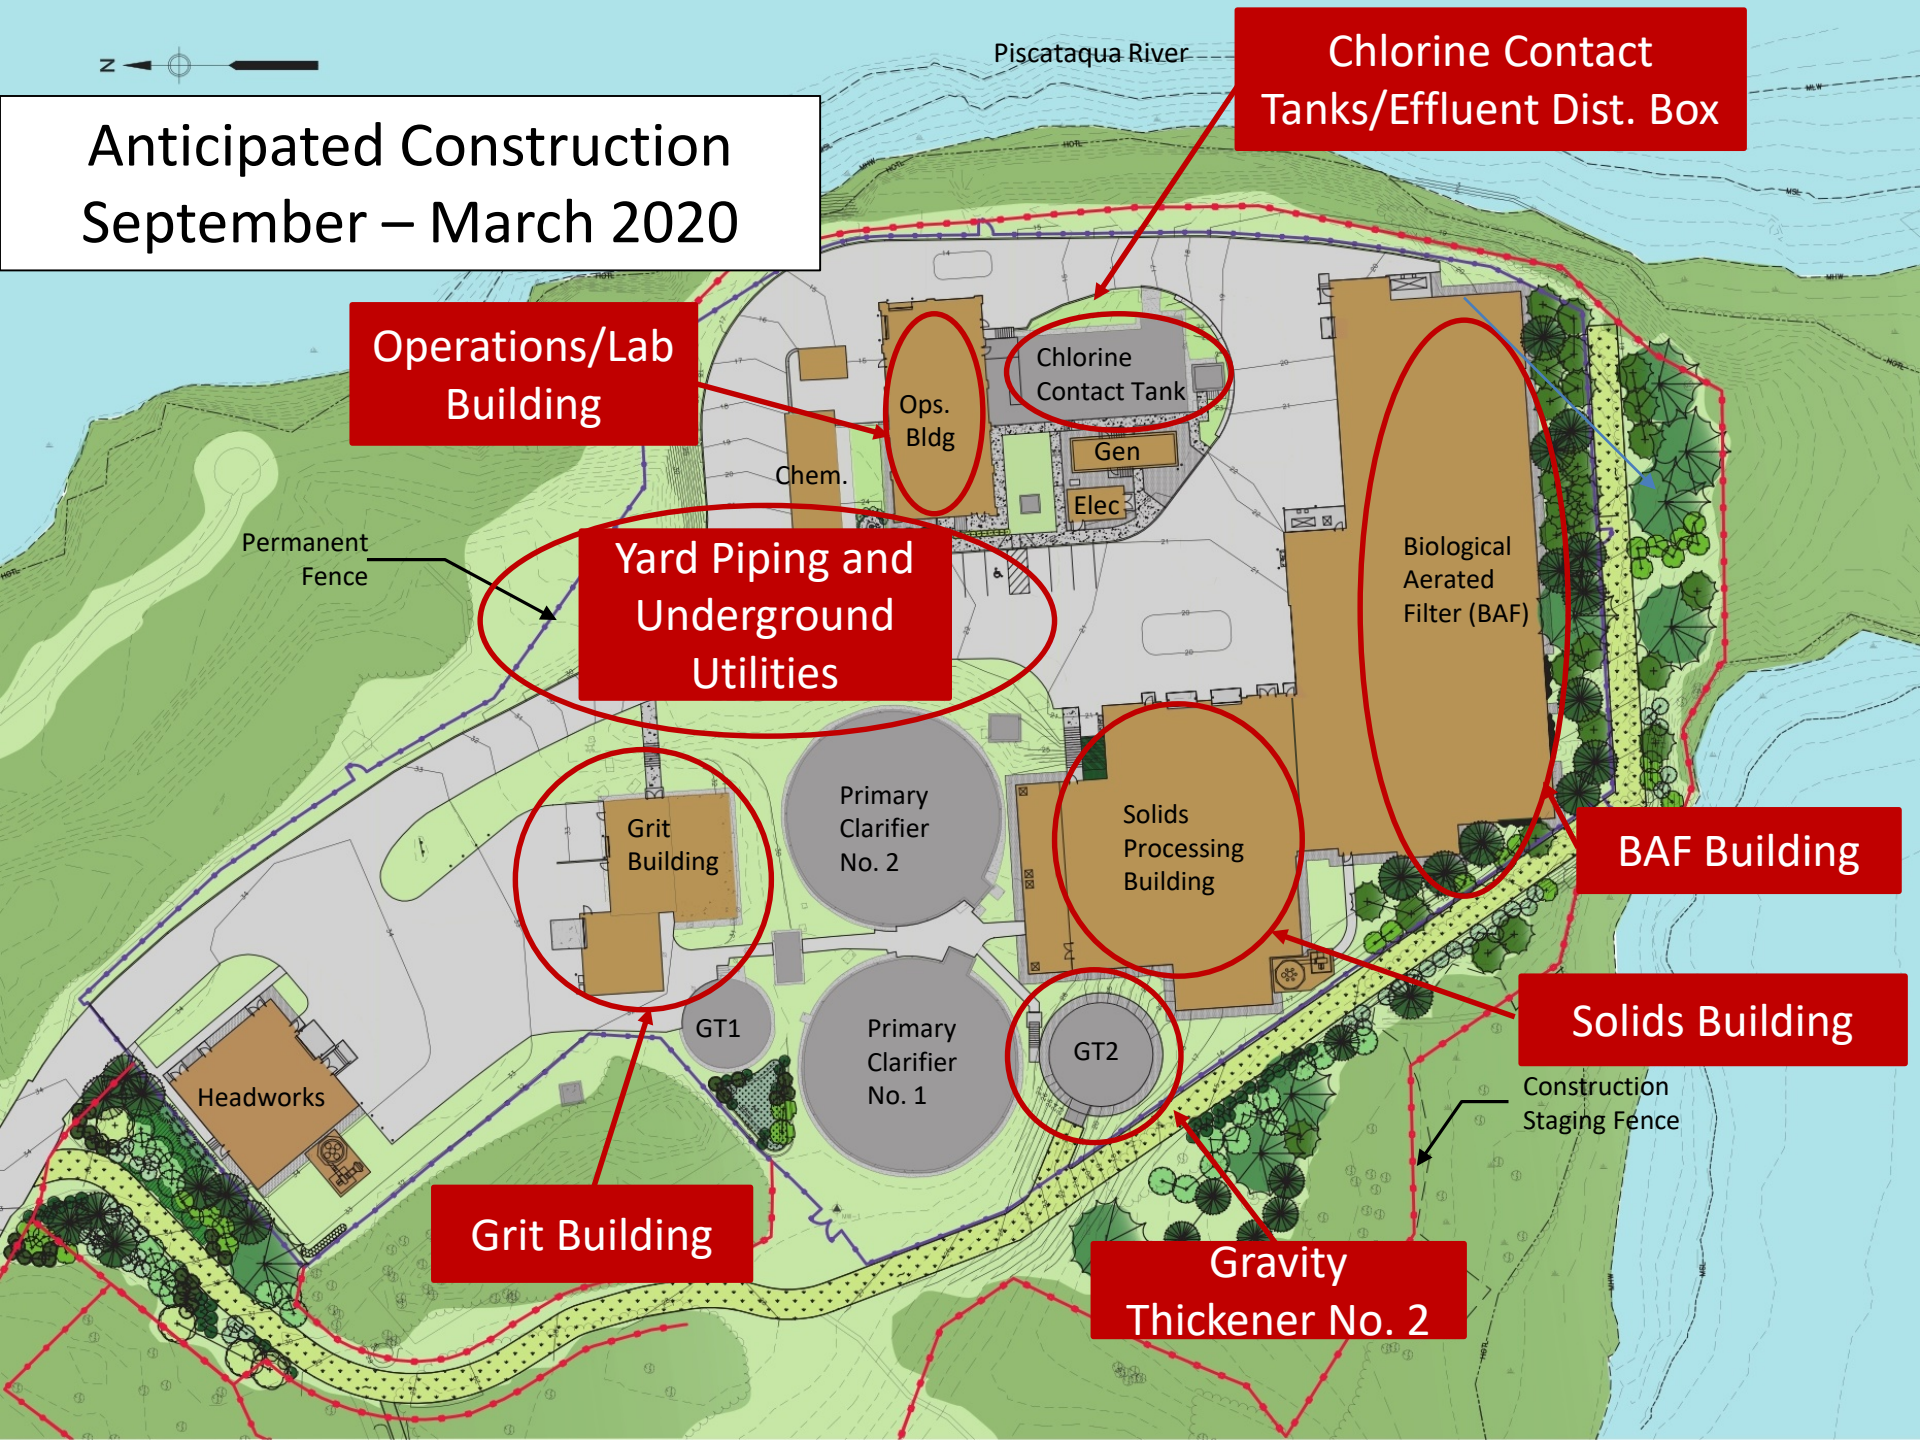 N
Piscataqua River
Chlorine Contact
Tanks/Effluent Dist. Box
Anticipated Construction
September – March 2020
Operations/Lab
Building
Chlorine
Contact Tank
Ops.
Bldg
Gen
Chem.
Elec
Permanent
Fence
Yard Piping and
Underground
Utilities
Biological
Aerated
Filter (BAF)
Primary
Clarifier
No. 2
Grit
Building
Solids
Processing
Building
BAF Building
Solids Building
GT1
Primary
Clarifier
No. 1
GT2
Headworks
Construction
Staging Fence
Grit Building
Gravity
Thickener No. 2